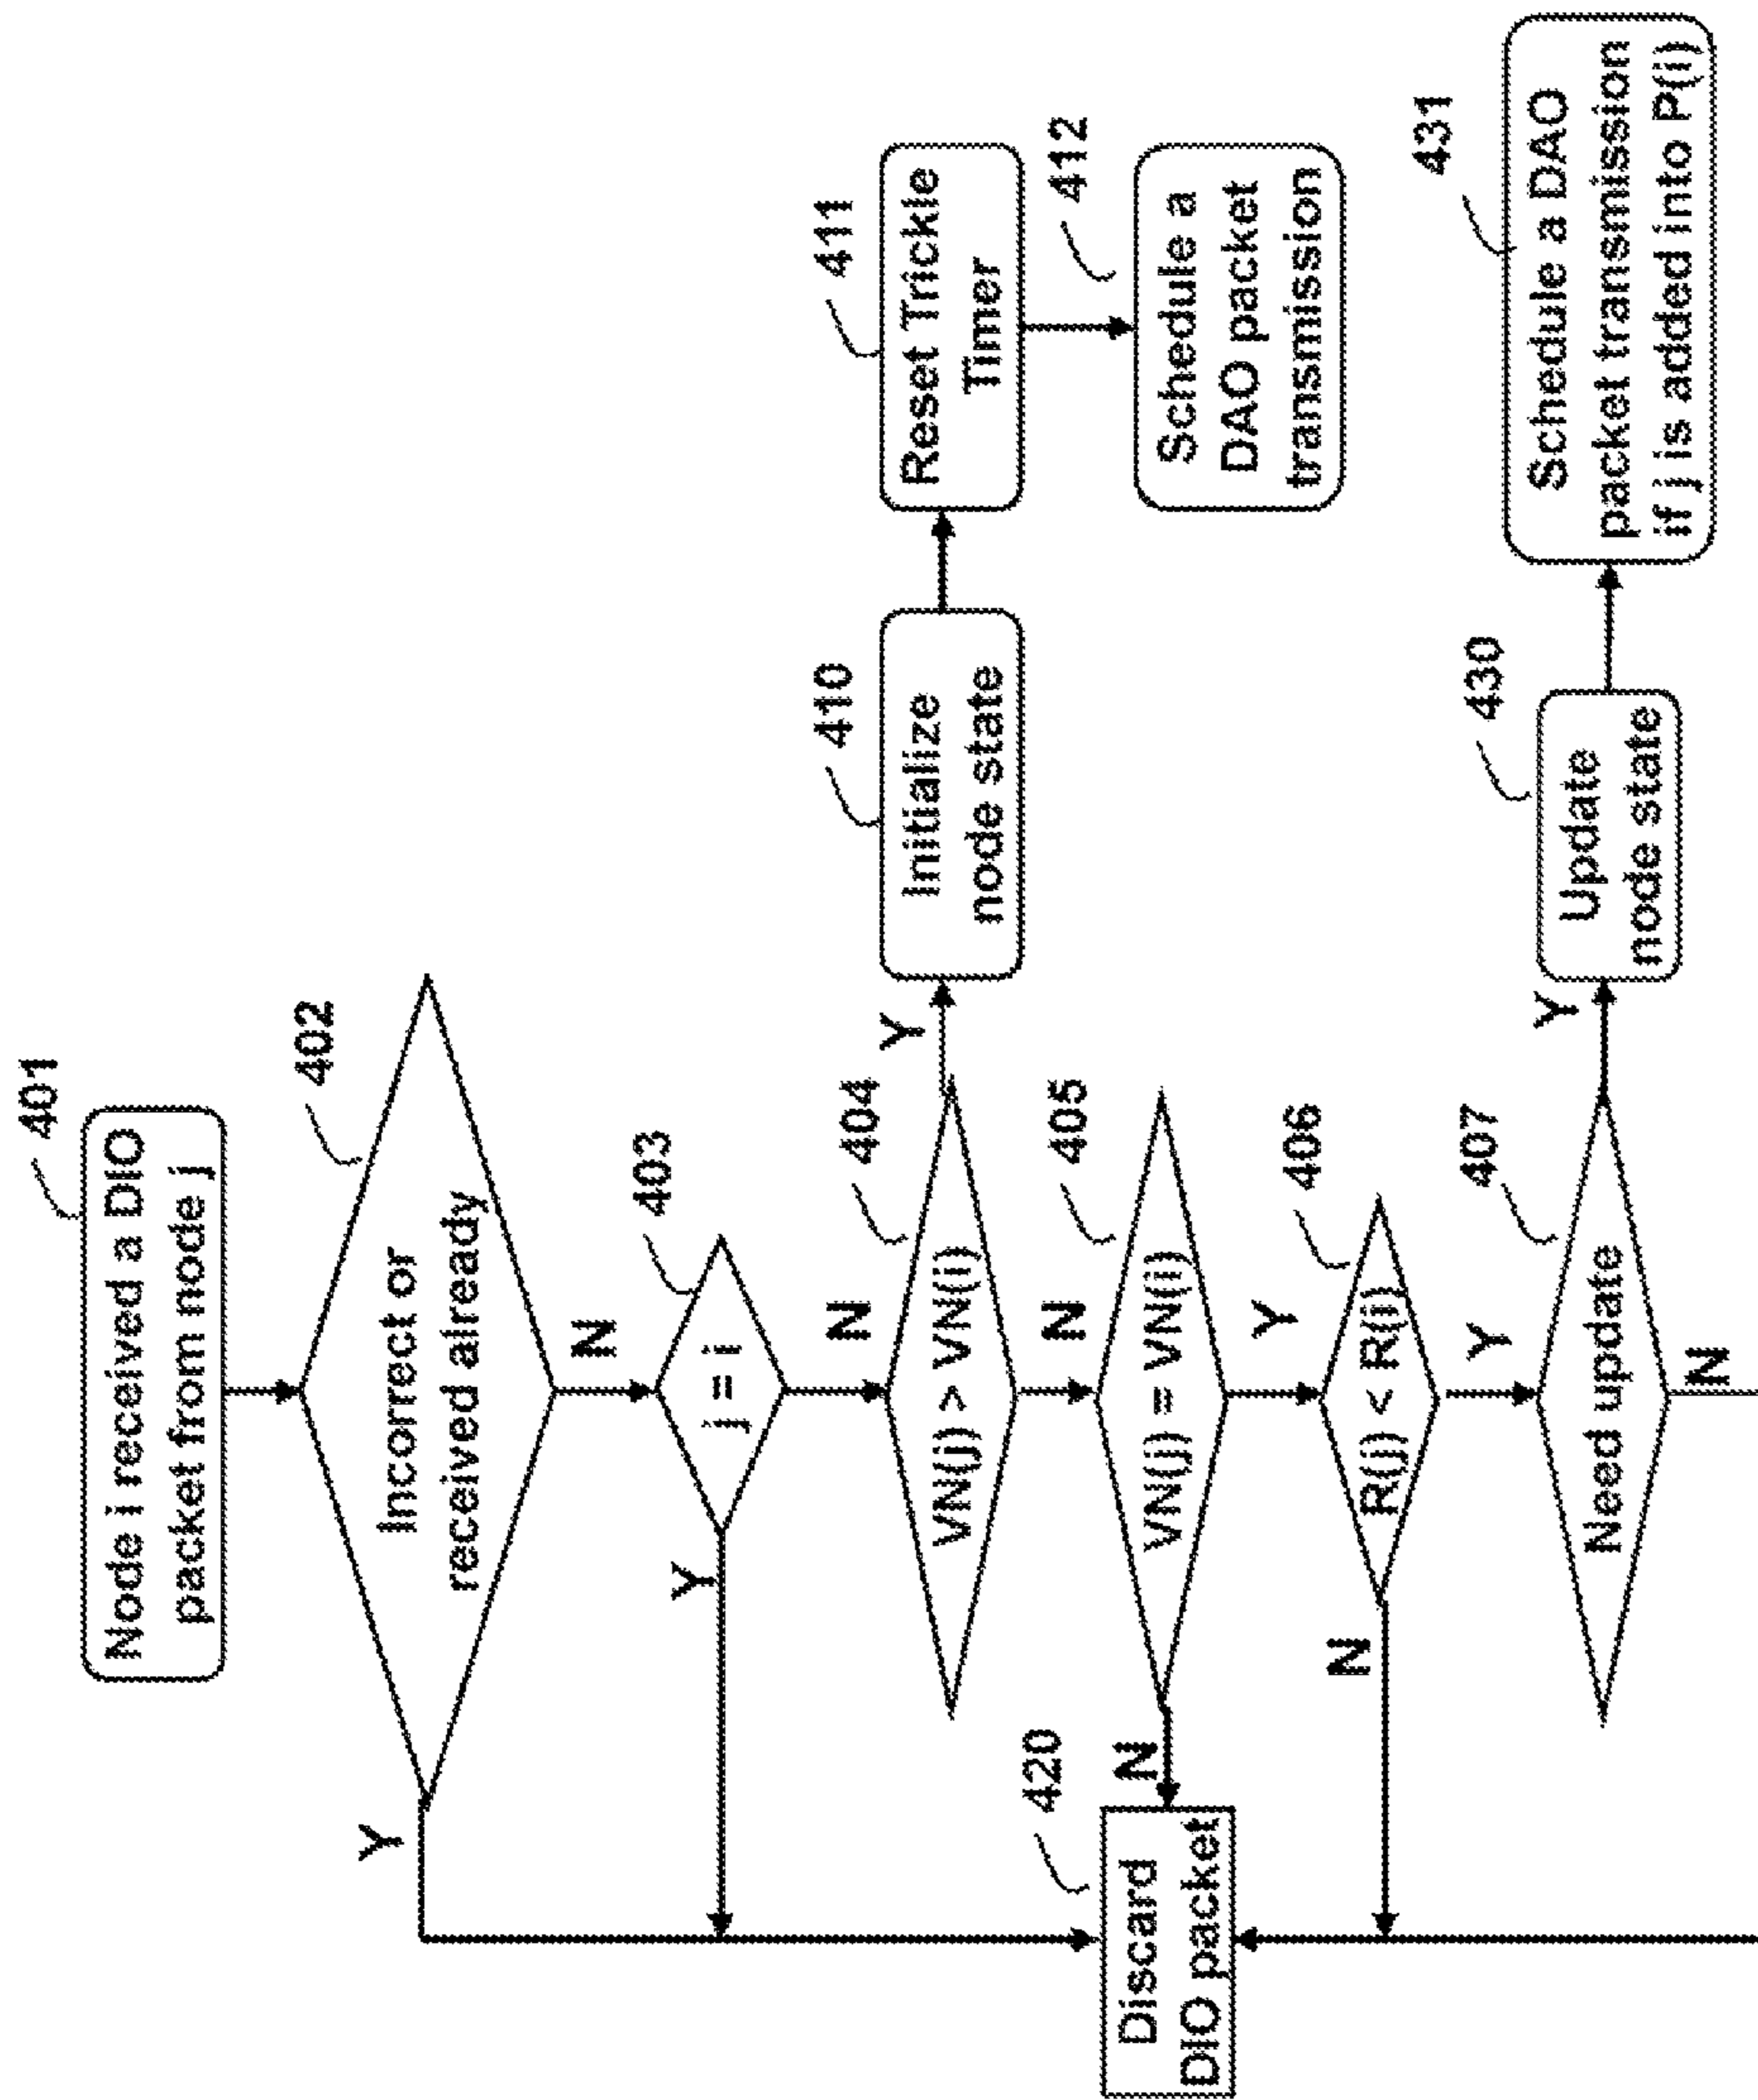 401
Node i received a DIO
packet from node j
402
Incorrect or
received already
Y
N
403
j = i
Y
N
404
VN(j) > VN(i)
Y
N
410
Initialize
node state
411
Reset Trickle
Timer
412
Schedule a
DAO packet
transmission
405
VN(j) = VN(i)
N
Y
420
Discard
DIO packet
406
R(j) < R(i)
N
Y
407
Need update
Y
N
430
Update
node state
431
Schedule a DAO
packet transmission
if j is added into P(i)